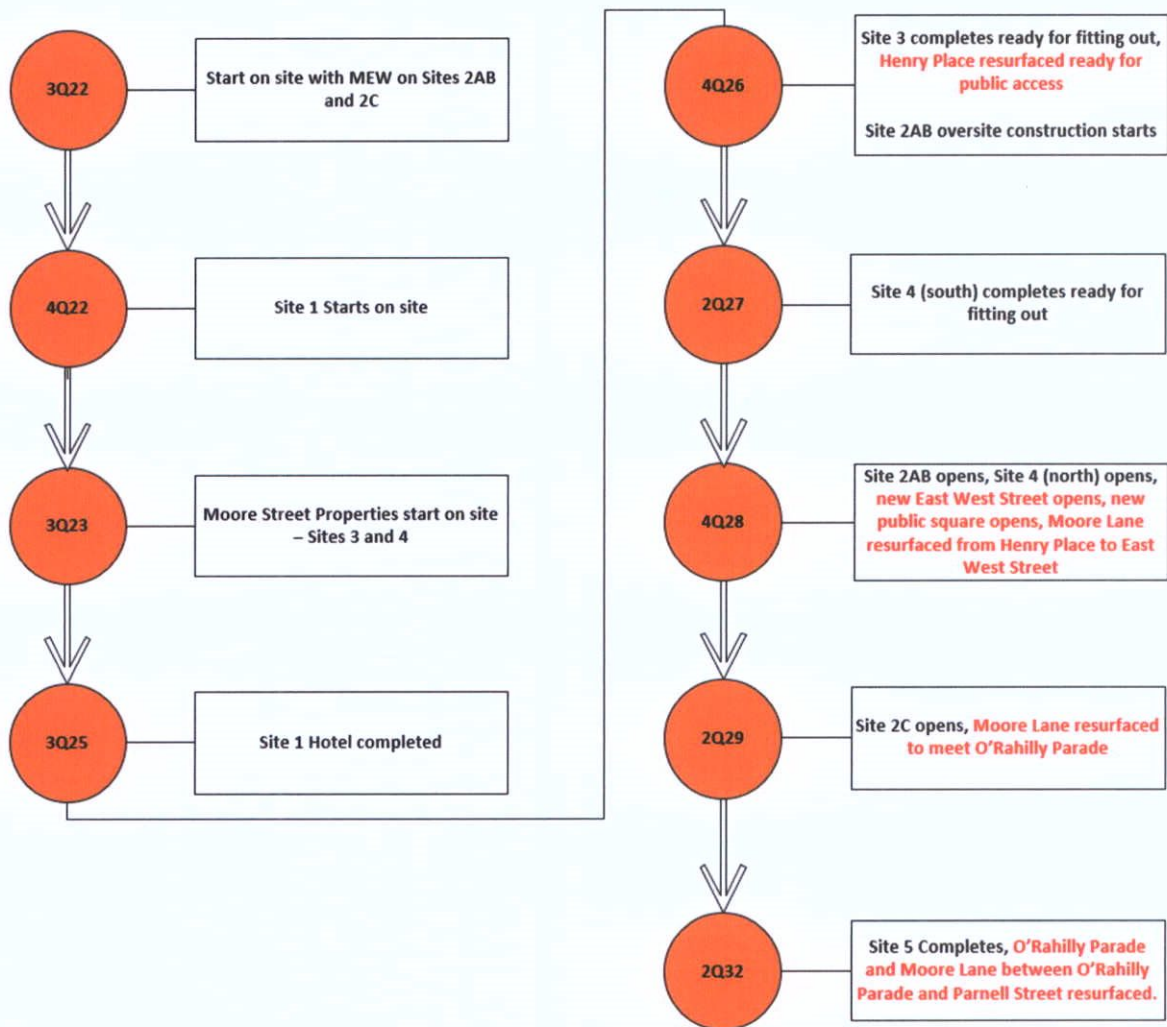 3Q22
Start on site with MEW on Sites 2AB
and 2C
4Q22
Site 1 Starts on site
3Q23
Moore Street Properties start on site
– Sites 3 and 4
3Q25
Site 1 Hotel completed
4Q26
Site 3 completes ready for fitting out,
Henry Place resurfaced ready for
public access
Site 2AB oversite construction starts
2Q27
Site 4 (south) completes ready for
fitting out
4Q28
Site 2AB opens, Site 4 (north) opens,
new East West Street opens, new
public square opens, Moore Lane
resurfaced from Henry Place to East
West Street
2Q29
Site 2C opens, Moore Lane resurfaced
to meet O'Rahilly Parade
2Q32
Site 5 Completes, O'Rahilly Parade
and Moore Lane between O'Rahilly
Parade and Parnell Street resurfaced.